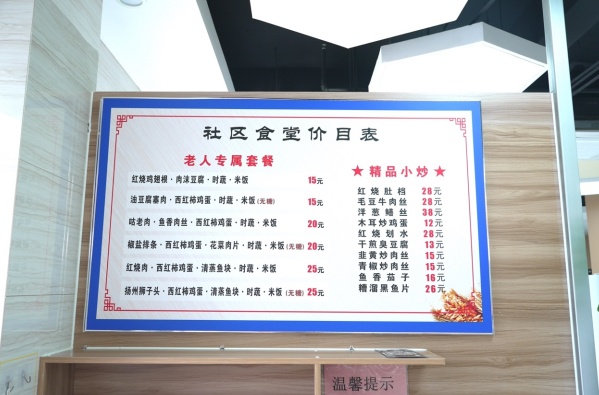 社区食堂价目表
老人专属套餐
红烧鸡翅根·肉沫豆腐·时蔬·米饭 15元
油豆腐塞肉·西红柿鸡蛋·时蔬·米饭(无糖) 15元
咕老肉·鱼香肉丝·西红柿鸡蛋·时蔬·米饭 20元
椒盐排条·西红柿鸡蛋·花菜肉片·时蔬·米饭(无糖) 20元
红烧肉·西红柿鸡蛋·清蒸鱼块·时蔬·米饭 25元
扬州狮子头·西红柿鸡蛋·清蒸鱼块·时蔬·米饭(无糖) 25元
★ 精品小炒 ★
红烧肚档 28元
毛豆牛肉丝 28元
洋葱鳝丝 38元
木耳炒鸡蛋 12元
红烧划水 28元
干煎臭豆腐 13元
韭黄炒肉丝 15元
青椒炒肉丝 15元
鱼香茄子 16元
糟溜黑鱼片 26元
温馨提示